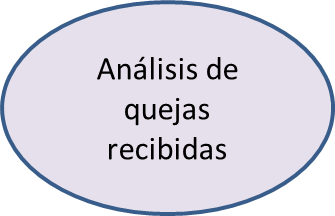 Análisis de
quejas
recibidas